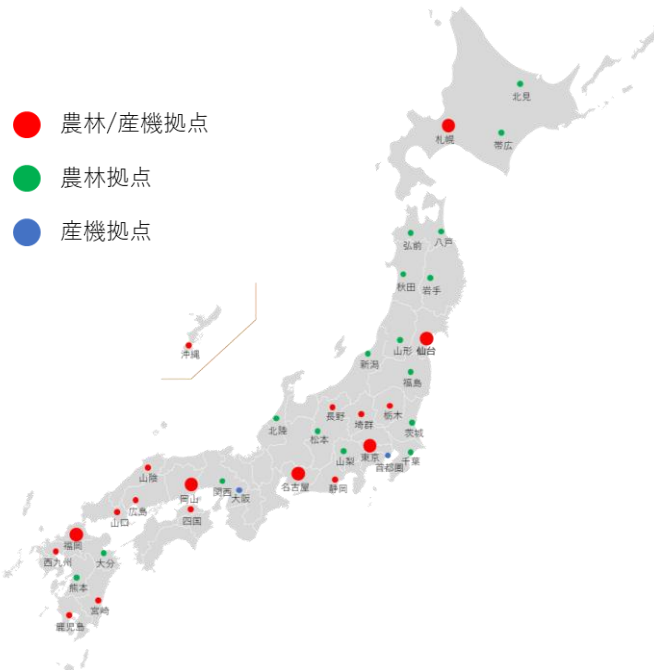 北見
農林/産機拠点
札幌
帯広
農林拠点
産機拠点
弘前
八戸
秋田
岩手
沖縄
山形
仙台
新潟
福島
長野
栃木
埼群
北陸
茨城
松本
山梨
東京
首都圏
千葉
山陰
名古屋
静岡
岡山
関西
大阪
広島
山口
四国
福岡
西九州
大分
熊本
宮崎
鹿児島